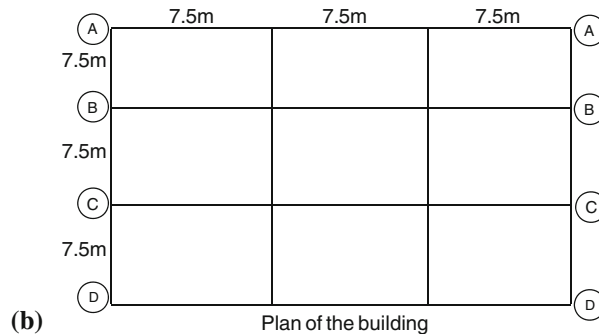 7.5m 7.5m 7.5m
A A
7.5m
B B
7.5m
C C
7.5m
D D
(b) Plan of the building